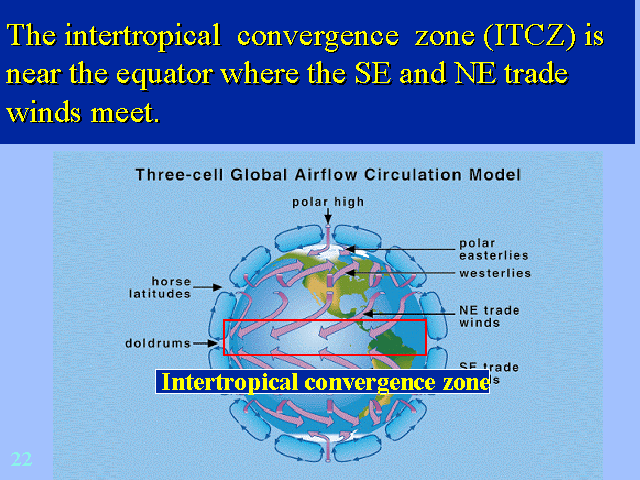 The intertropical convergence zone (ITCZ) is
near the equator where the SE and NE trade
winds meet.
Three-cell Global Airflow Circulation Model
polar high
polar
easterlies
westerlies
horse
latitudes
NE trade
winds
doldrums
SE trade
Intertropical convergence zone
22